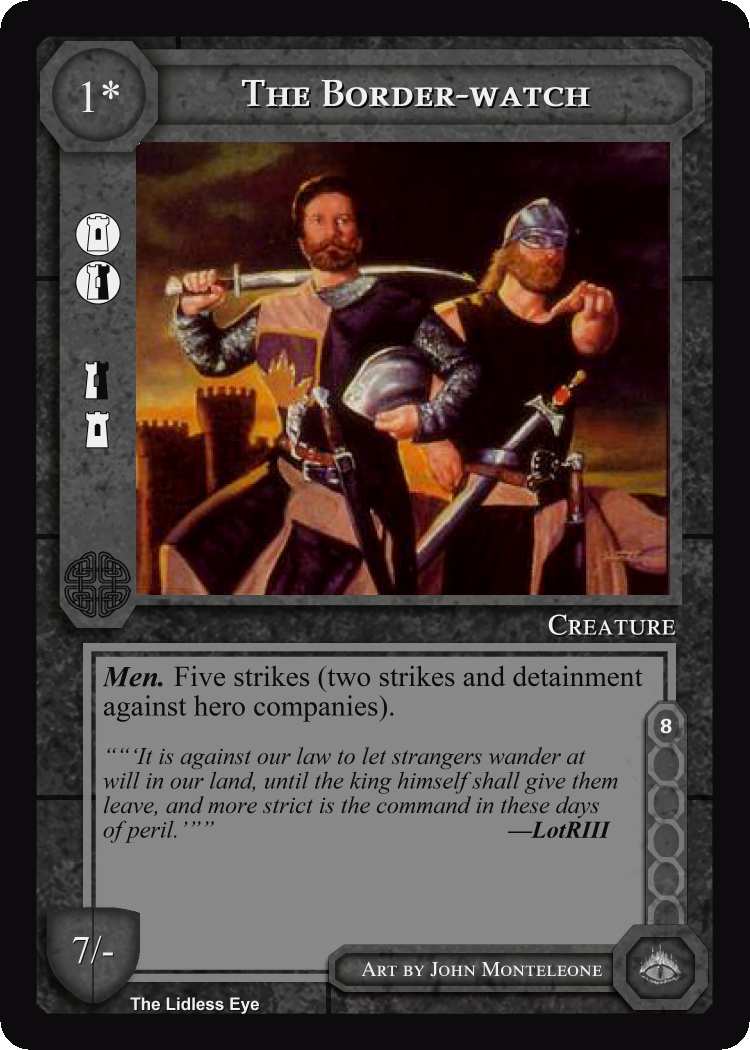 1*
THE BORDER-WATCH
CREATURE
Men. Five strikes (two strikes and detainment
against hero companies).
8
““‘It is against our law to let strangers wander at
will in our land, until the king himself shall give them
leave, and more strict is the command in these days
of peril.’”” —LotRIII
7/-
ART BY JOHN MONTELEONE
The Lidless Eye